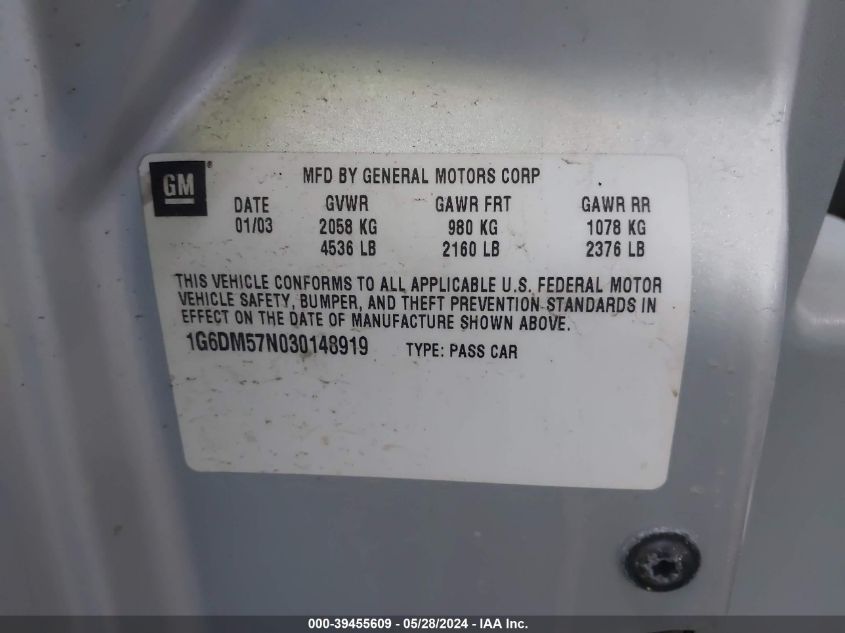 GM®
MFD BY GENERAL MOTORS CORP
DATE GVWR GAWR FRT GAWR RR
01/03 2058 KG 980 KG 1078 KG
4536 LB 2160 LB 2376 LB
THIS VEHICLE CONFORMS TO ALL APPLICABLE U.S. FEDERAL MOTOR
VEHICLE SAFETY, BUMPER, AND THEFT PREVENTION STANDARDS IN
EFFECT ON THE DATE OF MANUFACTURE SHOWN ABOVE.
1G6DM57N030148919 TYPE: PASS CAR
000-39455609 - 05/28/2024 - IAA Inc.